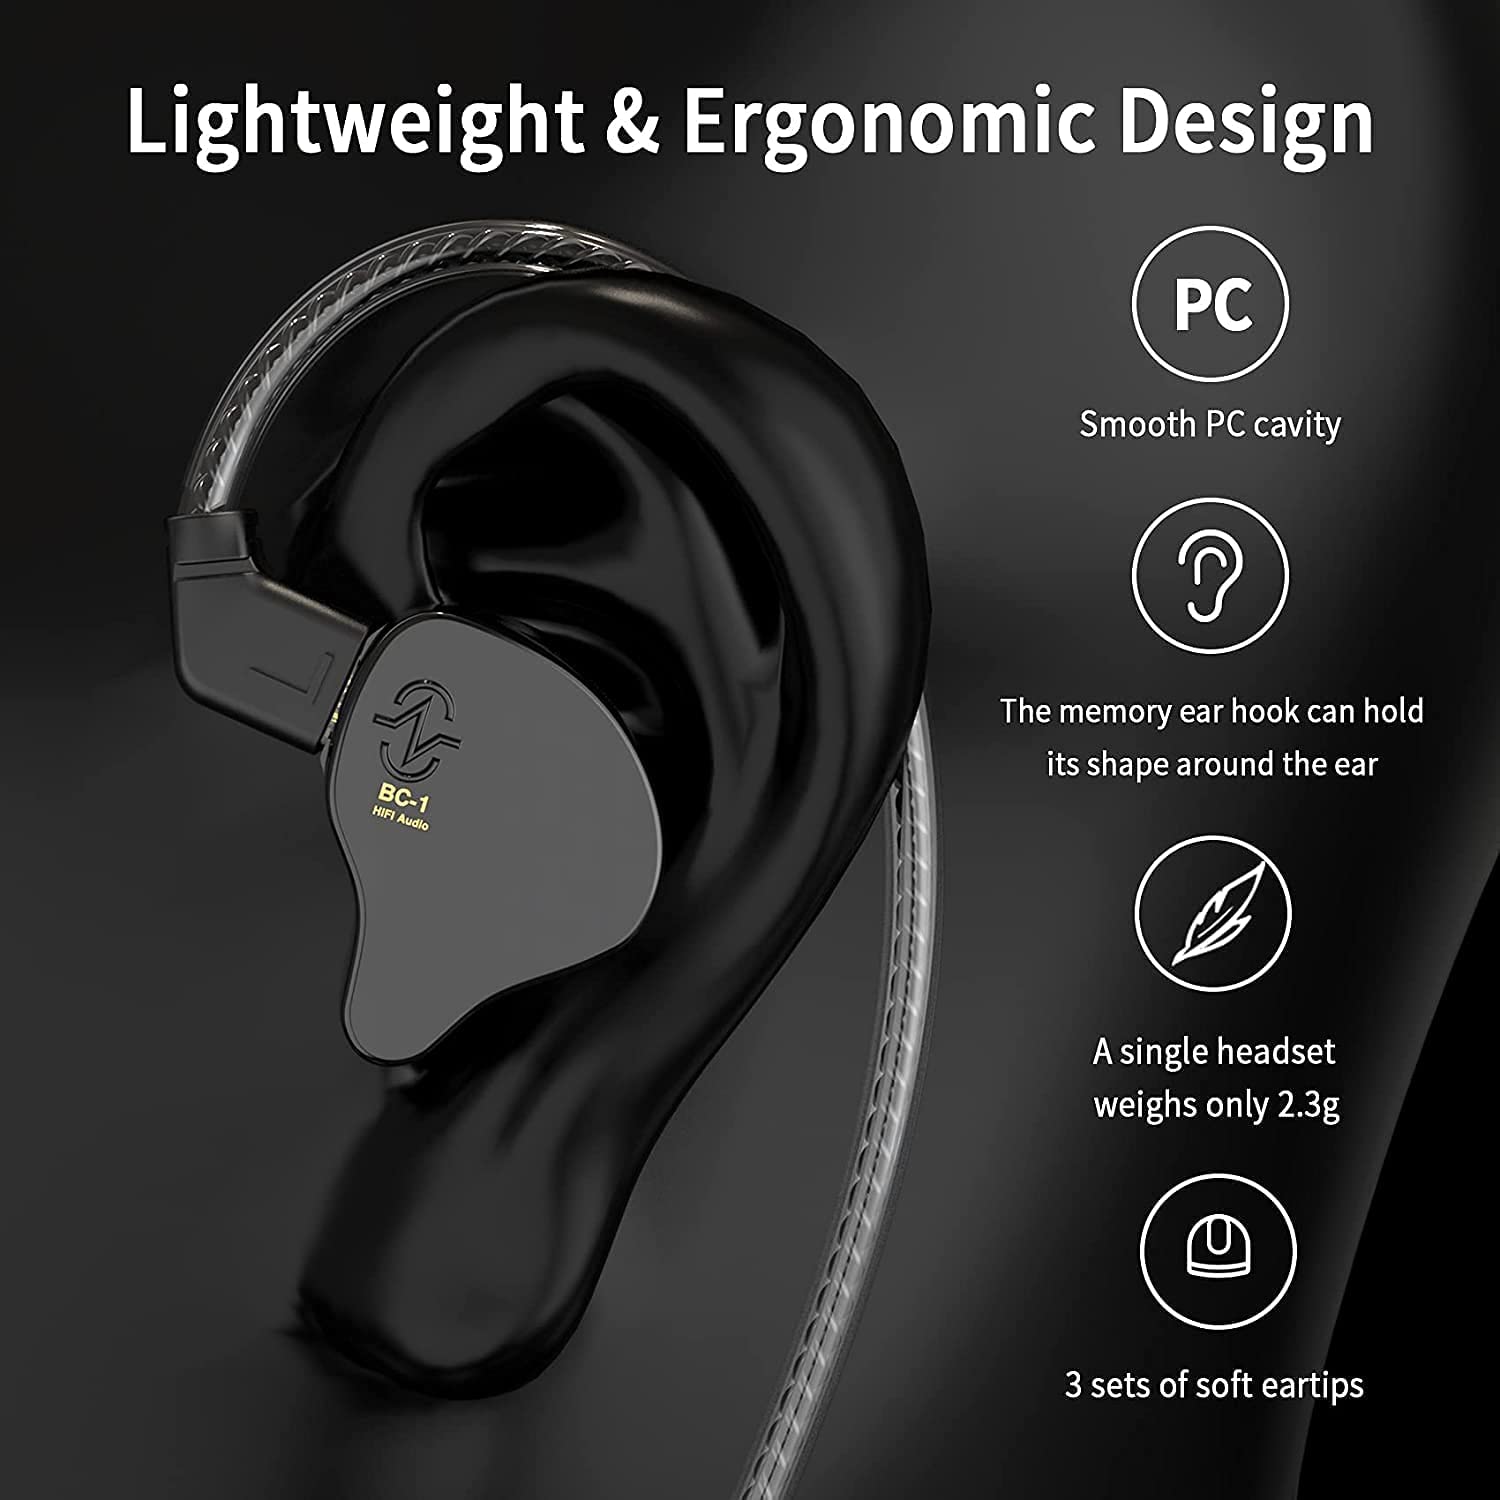 Lightweight & Ergonomic Design
PC
Smooth PC cavity
The memory ear hook can hold
its shape around the ear
A single headset
weighs only 2.3g
3 sets of soft eartips
BC-1
HIFI Audio